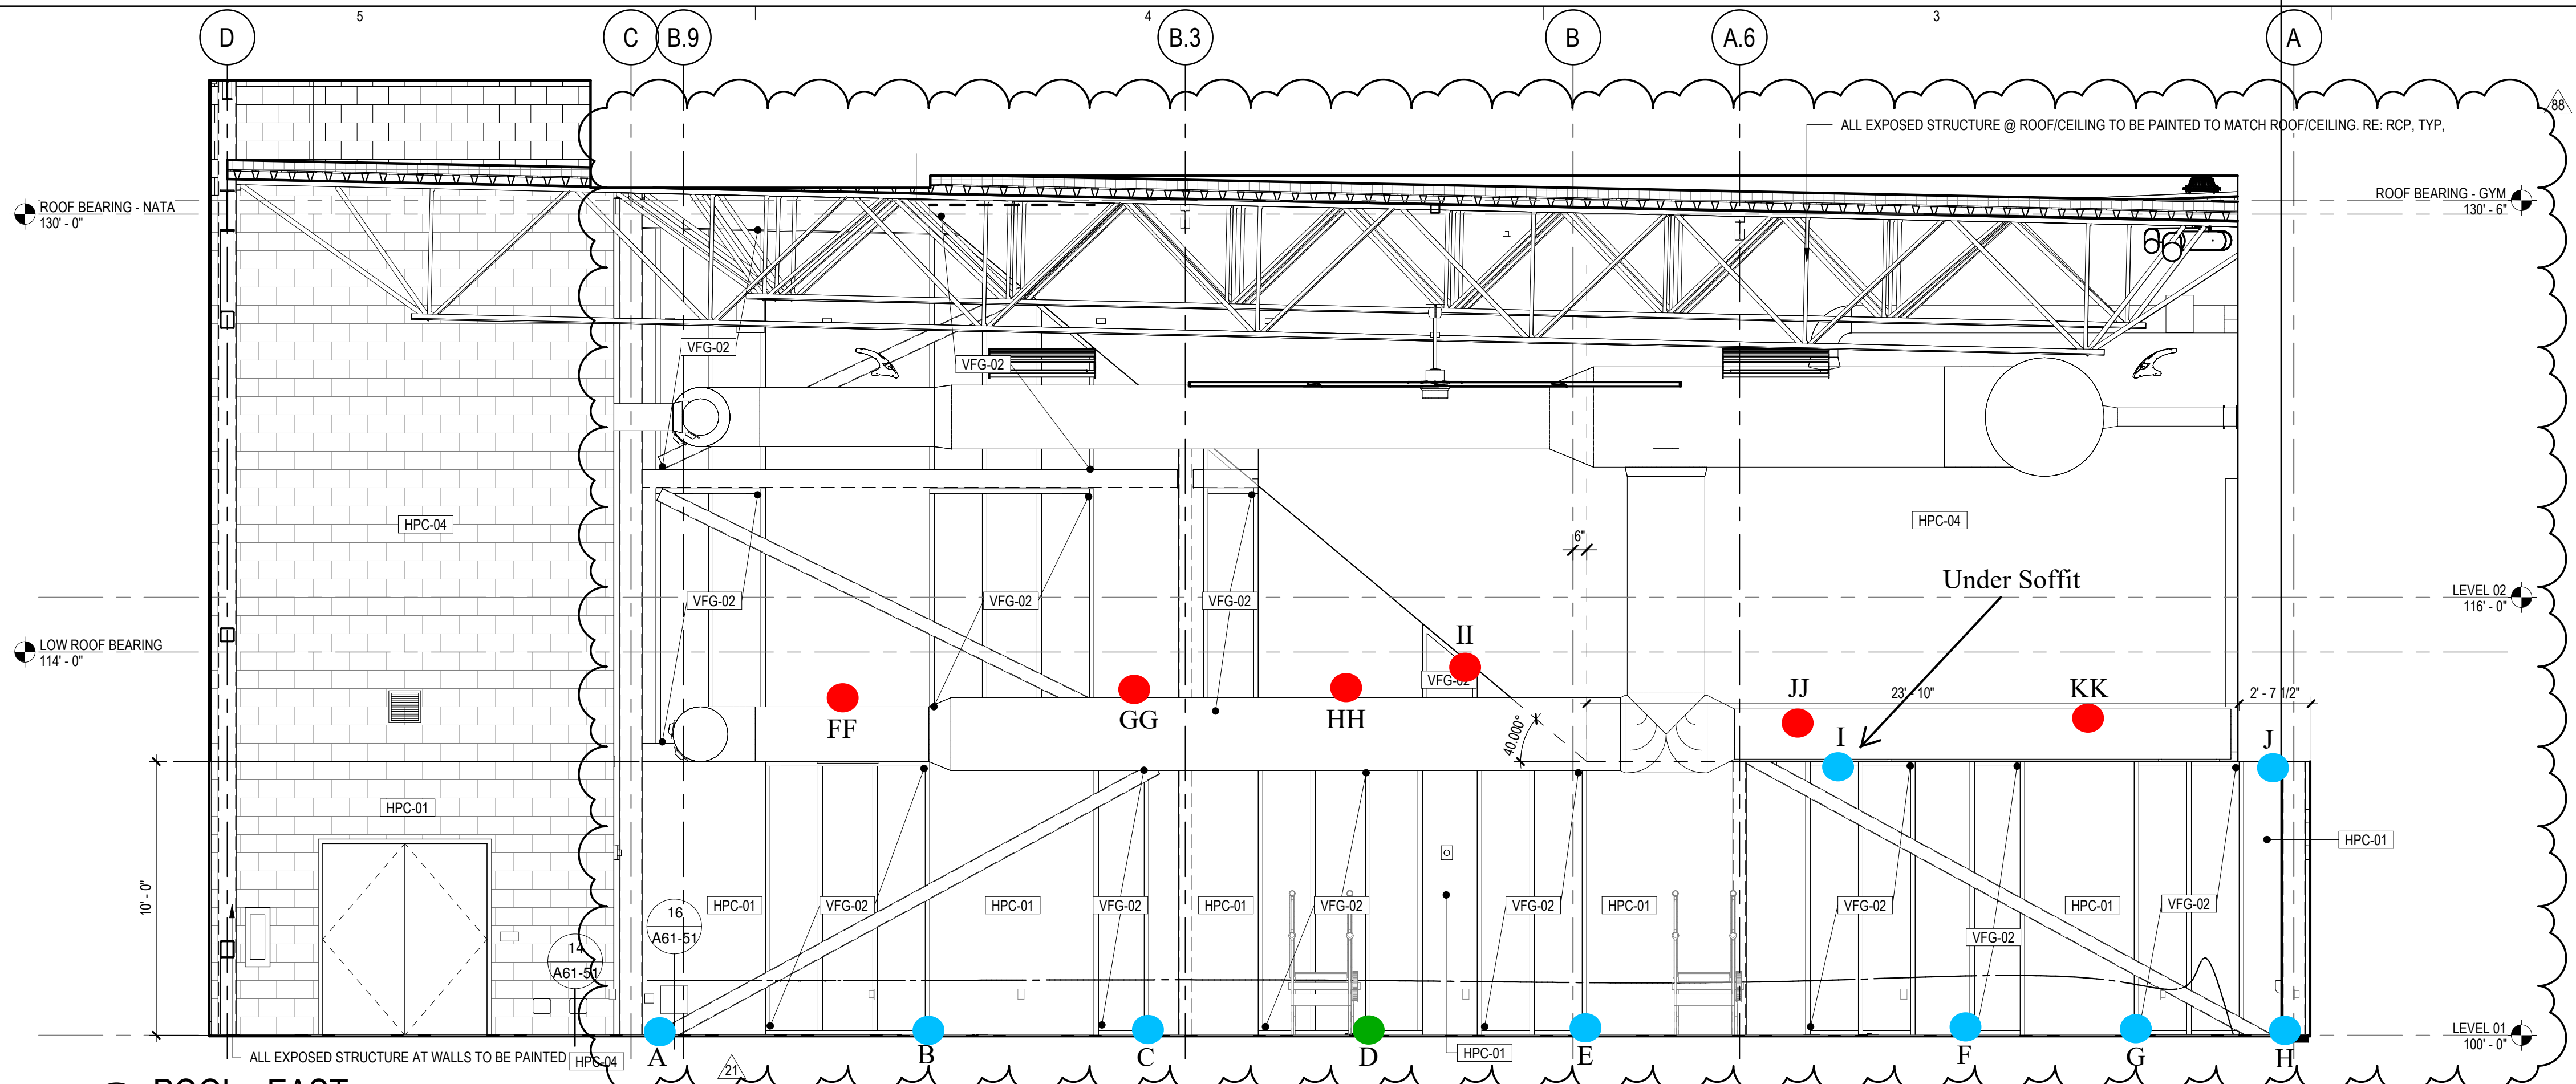 5
4
3
D
C
B.9
B.3
B
A.6
A
88
ALL EXPOSED STRUCTURE @ ROOF/CEILING TO BE PAINTED TO MATCH ROOF/CEILING. RE: RCP, TYP,
ROOF BEARING - NATA
130' - 0"
ROOF BEARING - GYM
130' - 6"
VFG-02
VFG-02
HPC-04
HPC-04
6"
Under Soffit
LEVEL 02
116' - 0"
VFG-02
VFG-02
VFG-02
LOW ROOF BEARING
114' - 0"
II
VFG-02
JJ
23' - 10"
KK
2' - 7 1/2"
FF
GG
HH
40.000°
I
J
HPC-01
HPC-01
10' - 0"
HPC-01
VFG-02
HPC-01
VFG-02
HPC-01
VFG-02
VFG-02
HPC-01
VFG-02
HPC-01
VFG-02
16
A61-51
VFG-02
14
A61-51
LEVEL 01
100' - 0"
ALL EXPOSED STRUCTURE AT WALLS TO BE PAINTED
HPC-04
A
21
B
C
D
HPC-01
E
F
G
H
POOL - EAST